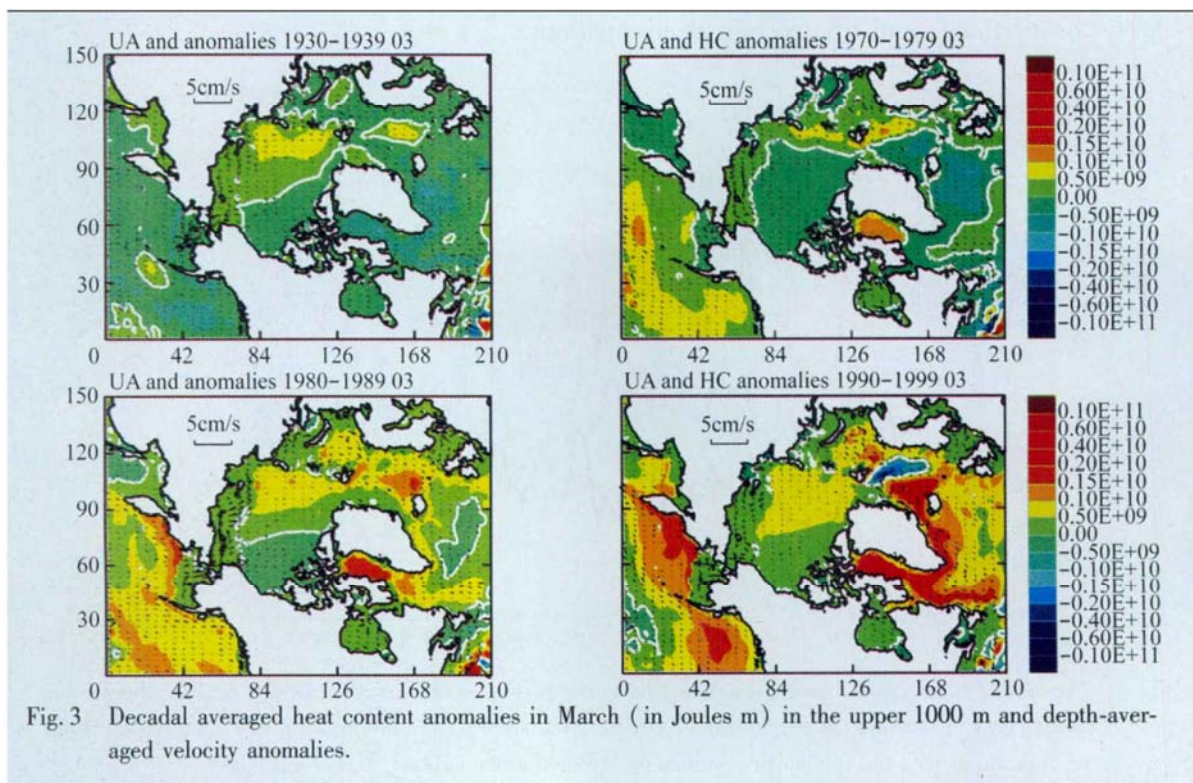 UA and anomalies 1930-1939 03
150
120
90
60
30
0
42
84
126
168
210
5cm/s
UA and HC anomalies 1970-1979 03
0
42
84
126
168
210
5cm/s
0.10E+11
0.60E+10
0.40E+10
0.20E+10
0.15E+10
0.10E+10
0.50E+09
0.00
-0.50E+09
-0.10E+10
-0.15E+10
-0.20E+10
-0.40E+10
-0.60E+10
-0.10E+11
UA and anomalies 1980-1989 03
150
120
90
60
30
0
42
84
126
168
210
5cm/s
UA and HC anomalies 1990-1999 03
0
42
84
126
168
210
5cm/s
0.10E+11
0.60E+10
0.40E+10
0.20E+10
0.15E+10
0.10E+10
0.50E+09
0.00
-0.50E+09
-0.10E+10
-0.15E+10
-0.20E+10
-0.40E+10
-0.60E+10
-0.10E+11
Fig. 3 Decadal averaged heat content anomalies in March (in Joules m) in the upper 1000 m and depth-aver-
aged velocity anomalies.